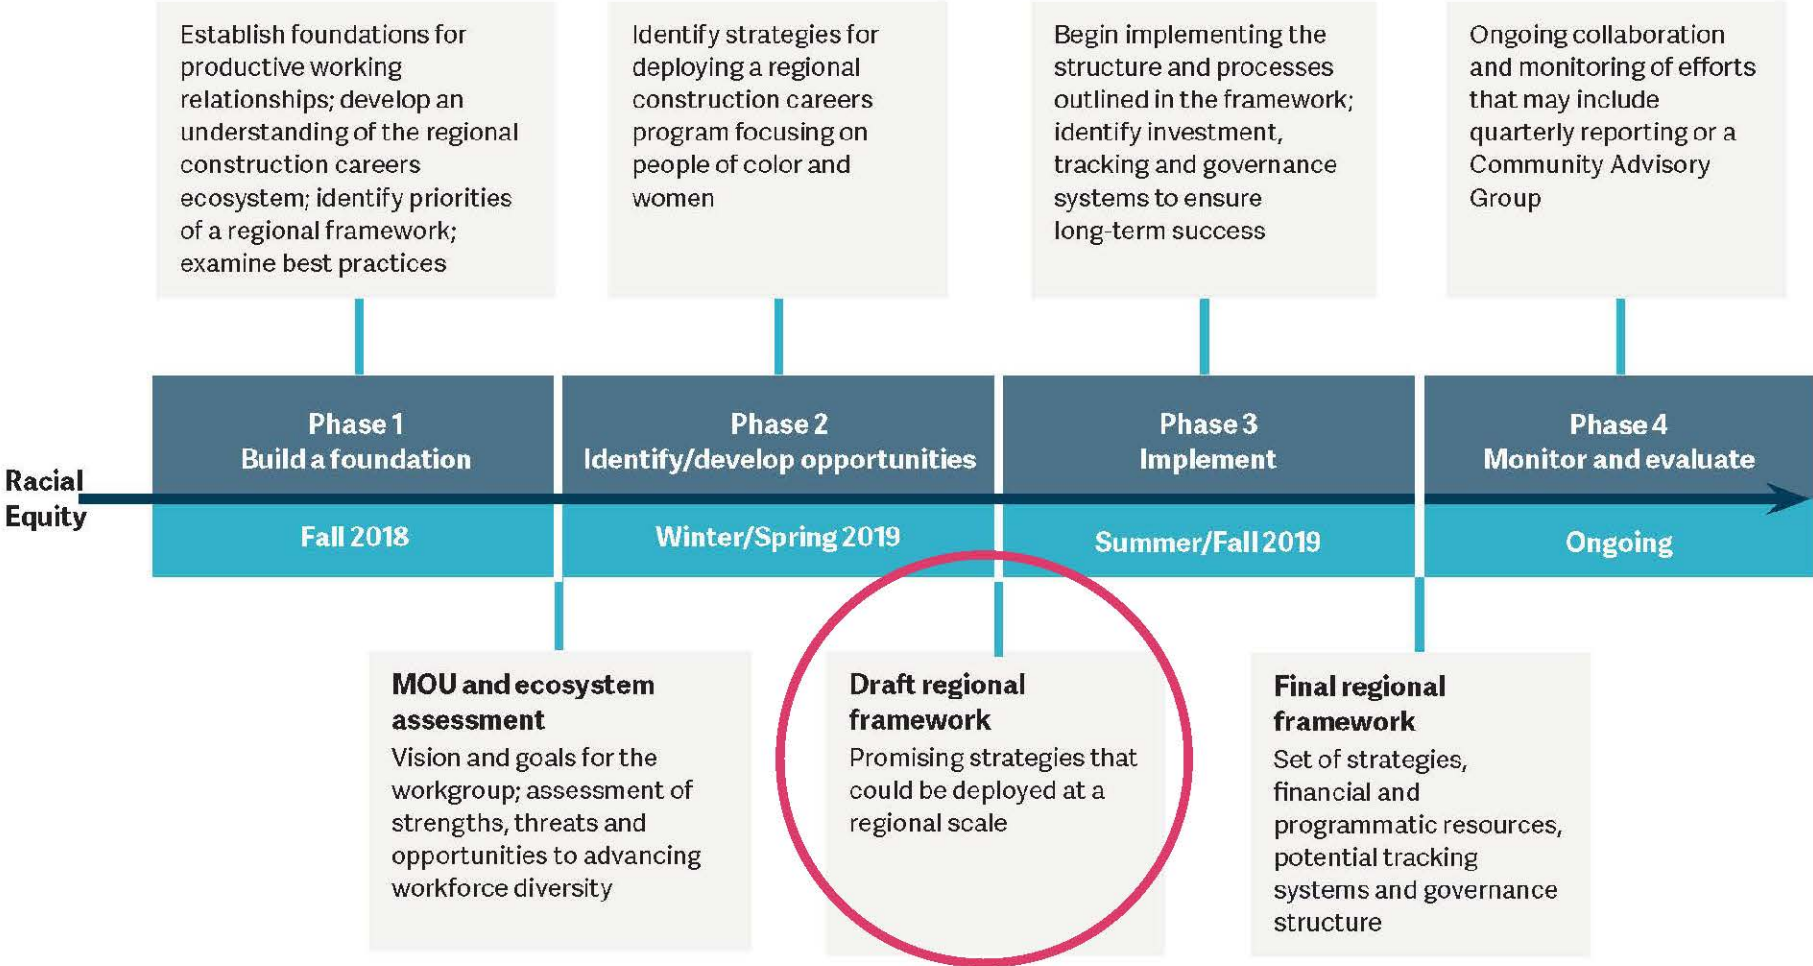 Establish foundations for
productive working
relationships; develop an
understanding of the regional
construction careers
ecosystem; identify priorities
of a regional framework;
examine best practices
Identify strategies for
deploying a regional
construction careers
program focusing on
people of color and
women
Begin implementing the
structure and processes
outlined in the framework;
identify investment,
tracking and governance
systems to ensure
long-term success
Ongoing collaboration
and monitoring of efforts
that may include
quarterly reporting or a
Community Advisory
Group
Racial
Equity
Phase 1
Build a foundation
Fall 2018
Phase 2
Identify/develop opportunities
Winter/Spring 2019
Phase 3
Implement
Summer/Fall 2019
Phase 4
Monitor and evaluate
Ongoing
MOU and ecosystem
assessment
Vision and goals for the
workgroup; assessment of
strengths, threats and
opportunities to advancing
workforce diversity
Draft regional
framework
Promising strategies that
could be deployed at a
regional scale
Final regional
framework
Set of strategies,
financial and
programmatic resources,
potential tracking
systems and governance
structure